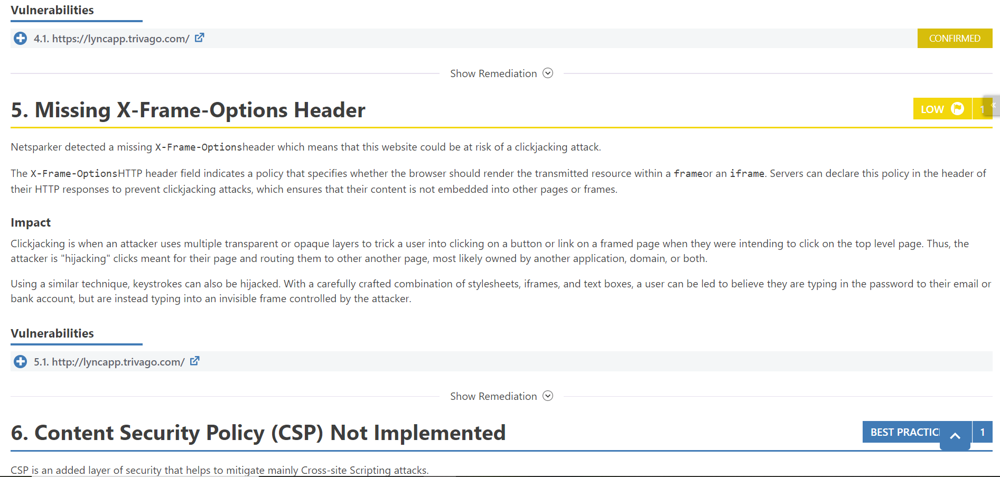 Vulnerabilities
4.1. https://lyncapp.trivago.com/
CONFIRMED
Show Remediation
5. Missing X-Frame-Options Header
LOW 1
Netsparker detected a missing X-Frame-Optionsheader which means that this website could be at risk of a clickjacking attack.
The X-Frame-OptionsHTTP header field indicates a policy that specifies whether the browser should render the transmitted resource within a frameor an iframe. Servers can declare this policy in the header of
their HTTP responses to prevent clickjacking attacks, which ensures that their content is not embedded into other pages or frames.
Impact
Clickjacking is when an attacker uses multiple transparent or opaque layers to trick a user into clicking on a button or link on a framed page when they were intending to click on the top level page. Thus, the
attacker is "hijacking" clicks meant for their page and routing them to other another page, most likely owned by another application, domain, or both.
Using a similar technique, keystrokes can also be hijacked. With a carefully crafted combination of stylesheets, iframes, and text boxes, a user can be led to believe they are typing in the password to their email or
bank account, but are instead typing into an invisible frame controlled by the attacker.
Vulnerabilities
5.1. http://lyncapp.trivago.com/
Show Remediation
6. Content Security Policy (CSP) Not Implemented
BEST 1
CSP is an added layer of security that helps to mitigate mainly Cross-site Scripting attacks.